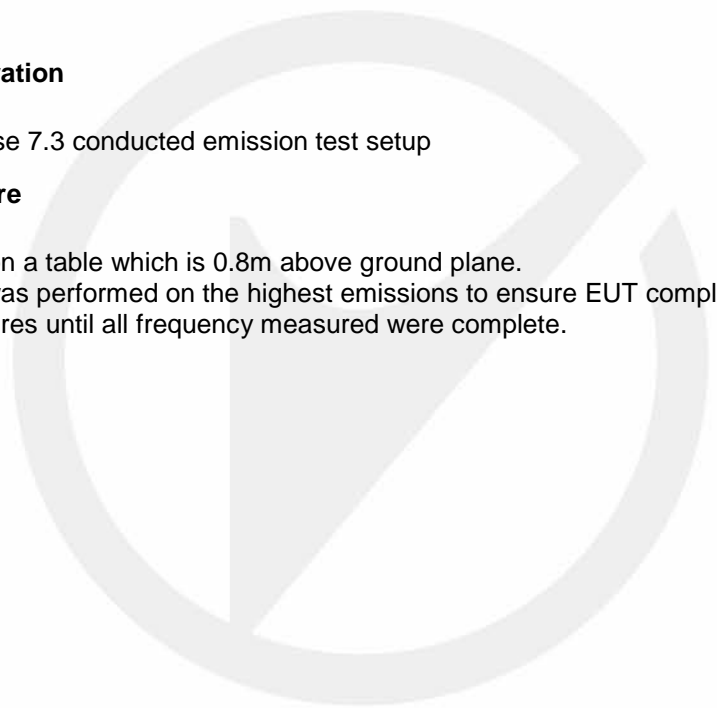 ation
se 7.3 conducted emission test setup
re
n a table which is 0.8m above ground plane.
was performed on the highest emissions to ensure EUT compl
res until all frequency measured were complete.